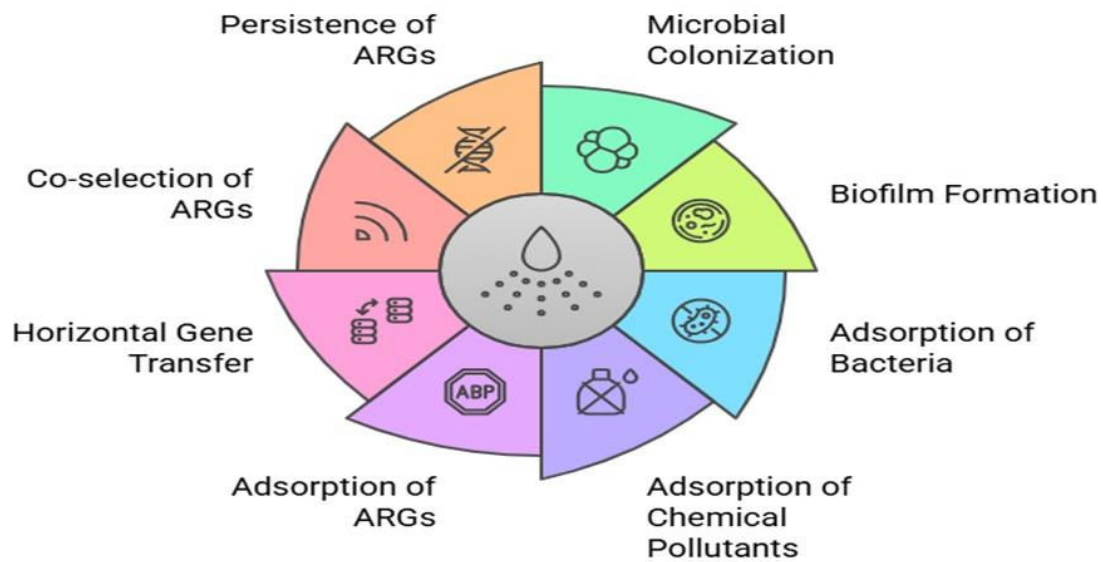 Persistence of
ARGs
Microbial
Colonization
Co-selection of
ARGs
Biofilm Formation
Horizontal Gene
Transfer
Adsorption of
Bacteria
ABP
Adsorption of
ARGs
Adsorption of
Chemical
Pollutants